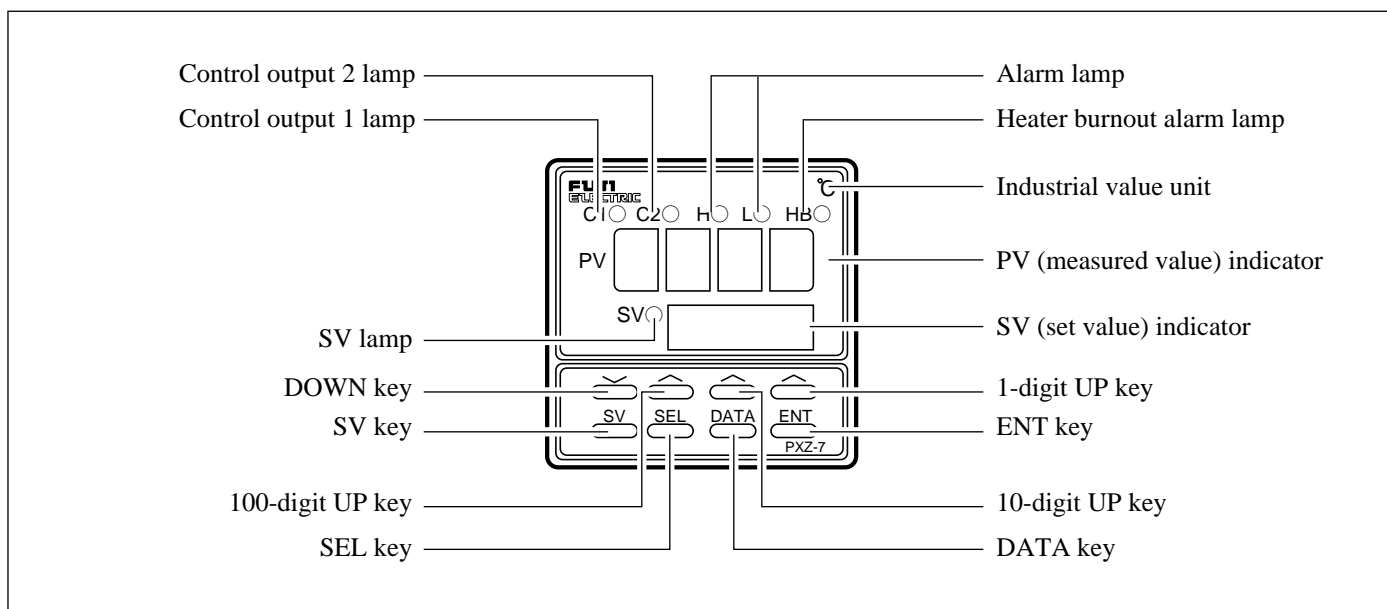 Control output 2 lamp
Alarm lamp
Control output 1 lamp
Heater burnout alarm lamp
℃
Industrial value unit
FUJI
ELECTRIC
C1 C2 H L HB
PV
PV (measured value) indicator
SV
SV (set value) indicator
SV lamp
DOWN key
1-digit UP key
SV SEL DATA ENT
SV key
ENT key
PXZ-7
100-digit UP key
10-digit UP key
SEL key
DATA key